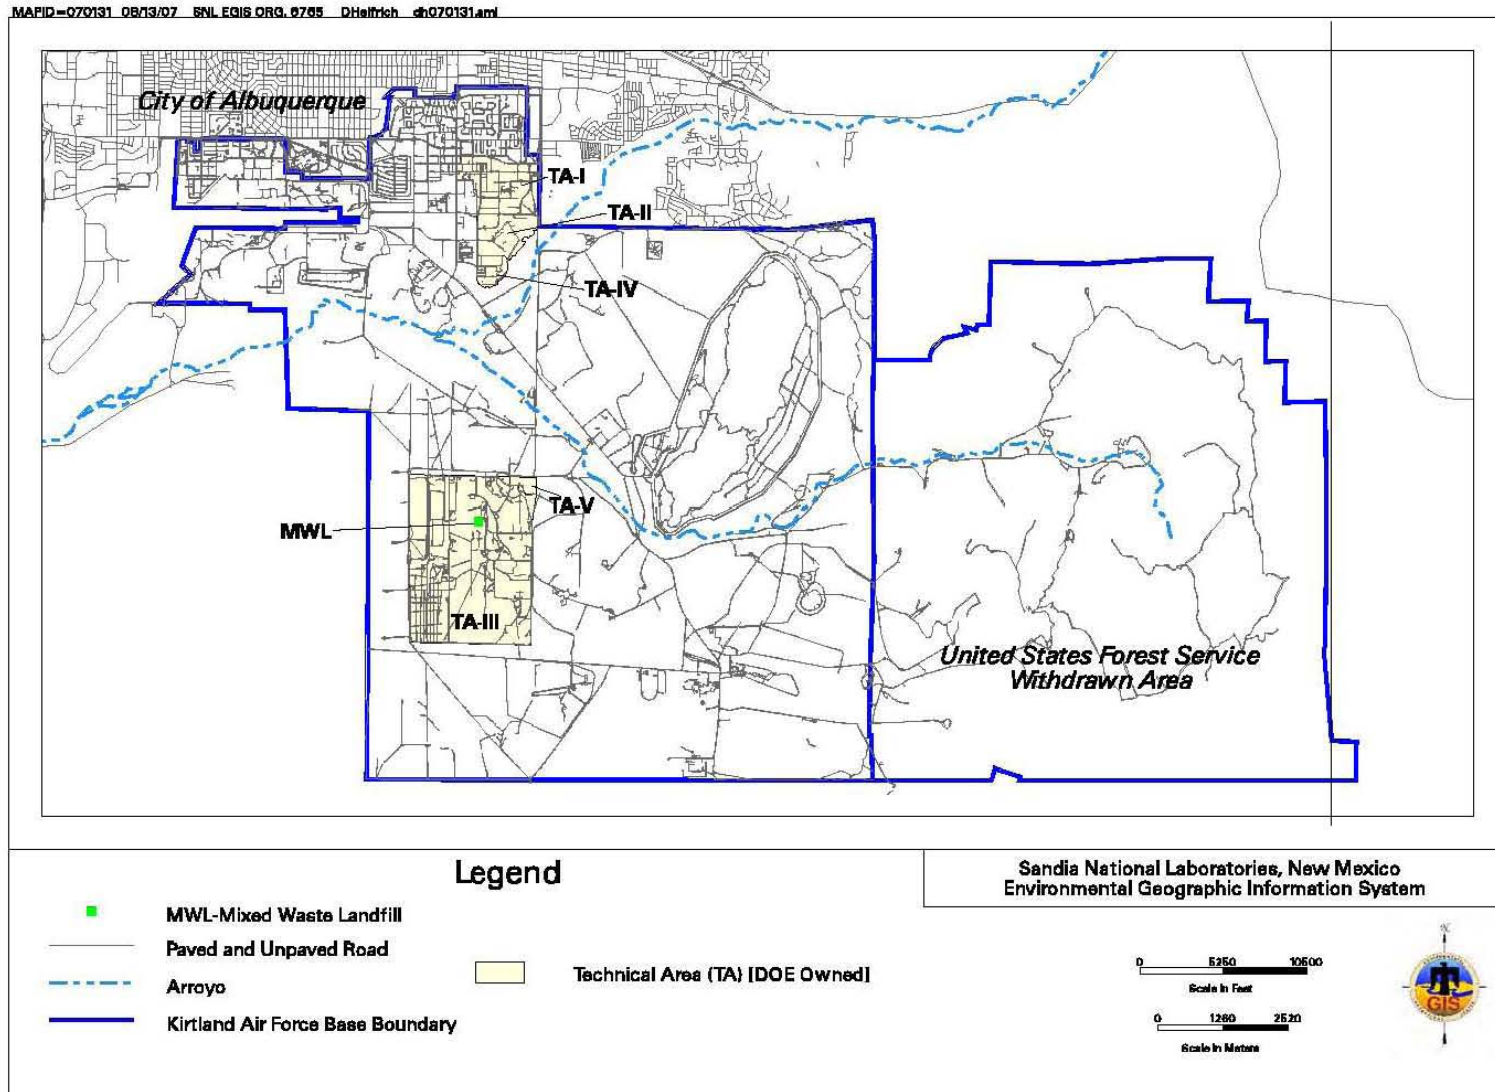 MAPID=070131 08/13/07 SNL EGIS ORG. 6765 DHelfrich dh070131.aml
City of Albuquerque
TA-I
TA-II
TA-IV
TA-V
MWL
TA-III
United States Forest Service
Withdrawn Area
Legend
MWL-Mixed Waste Landfill
Paved and Unpaved Road
Arroyo
Kirtland Air Force Base Boundary
Technical Area (TA) [DOE Owned]
Sandia National Laboratories, New Mexico
Environmental Geographic Information System
0 5250 10500
Scale in Feet
0 1260 2520
Scale in Meters
N
GIS